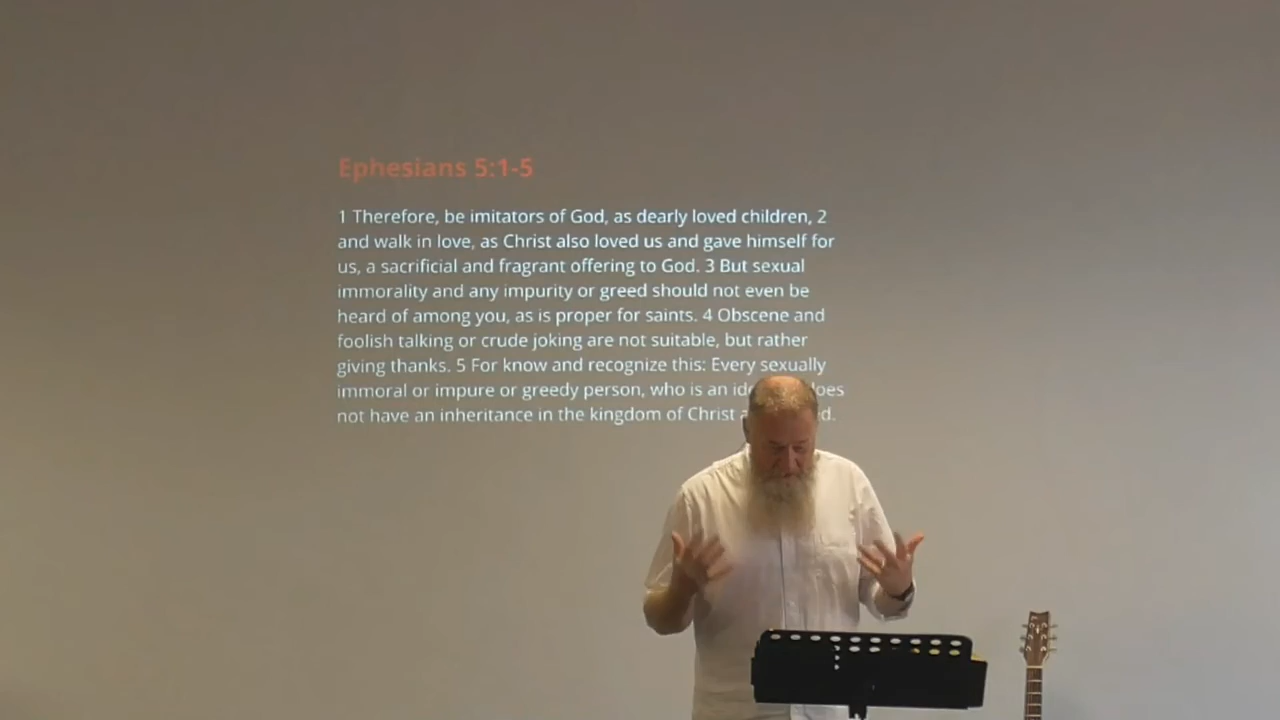 Ephesians 5:1-5
1 Therefore, be imitators of God, as dearly loved children, 2
and walk in love, as Christ also loved us and gave himself for
us, a sacrificial and fragrant offering to God. 3 But sexual
immorality and any impurity or greed should not even be
heard of among you, as is proper for saints. 4 Obscene and
foolish talking or crude joking are not suitable, but rather
giving thanks. 5 For know and recognize this: Every sexually
immoral or impure or greedy person, who is an does
not have an inheritance in the kingdom of Christ